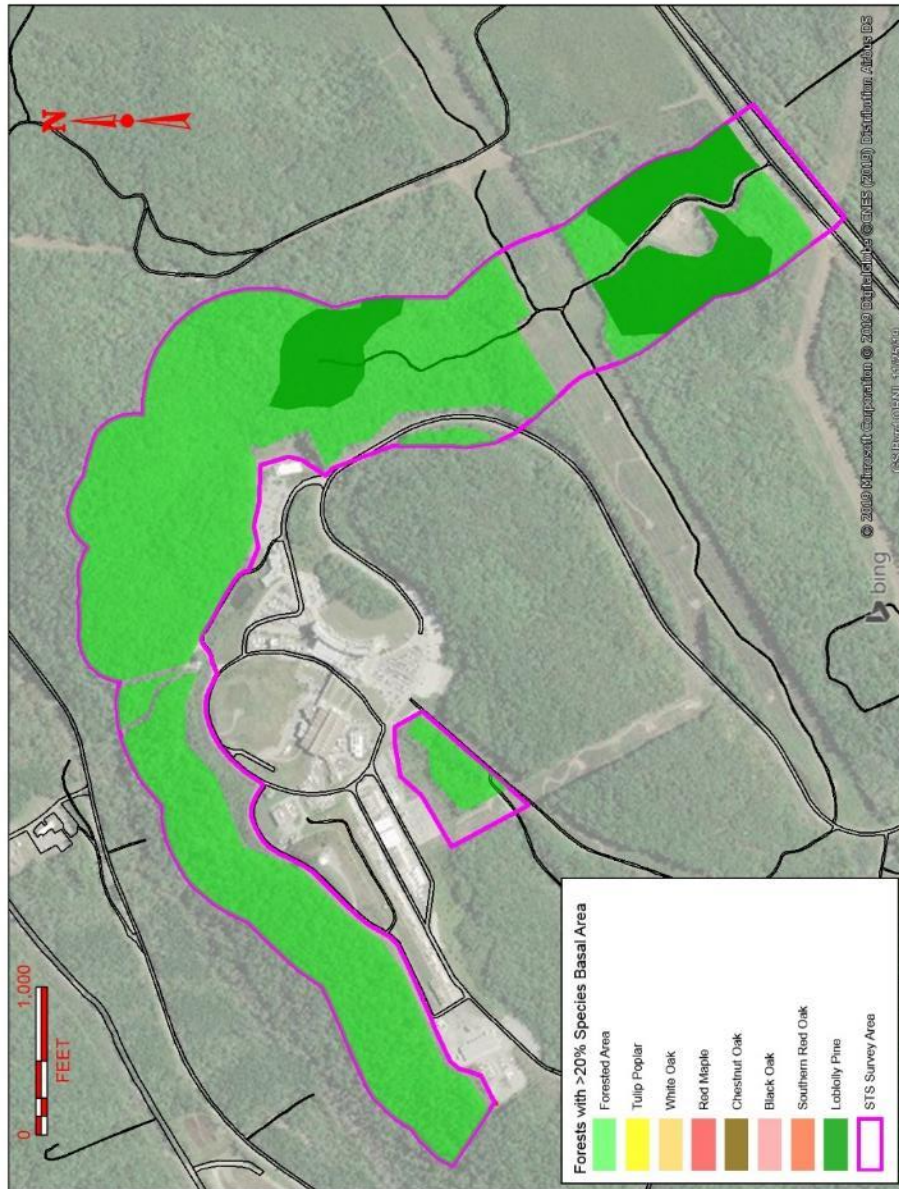 N
0 1,000
FEET
Forests with >20% Species Basal Area
Forested Area
Tulip Poplar
White Oak
Red Maple
Chestnut Oak
Black Oak
Southern Red Oak
Loblolly Pine
STS Survey Area
bing
© 2019 Microsoft Corporation © 2019 DigitalGlobe ©CNES (2019) Distribution Airbus DS